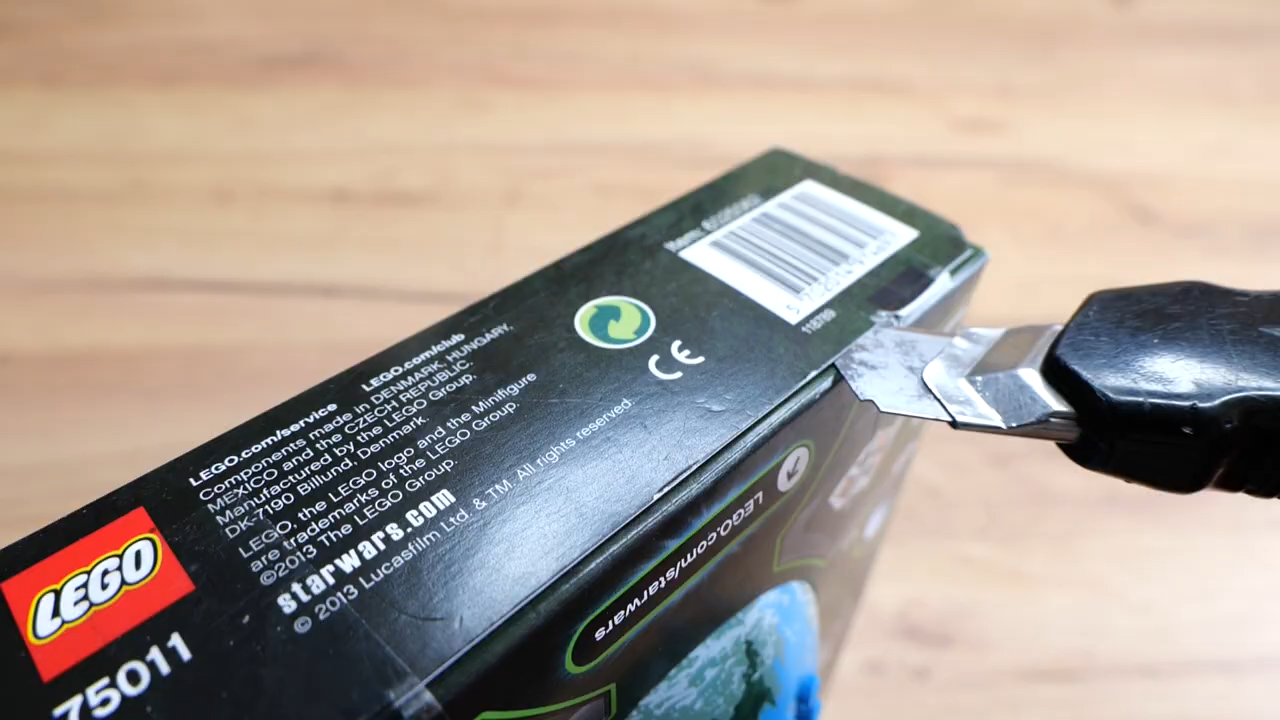 LEGO
75011
LEGO.com/service
LEGO.com/club
Components made in DENMARK, HUNGARY,
MEXICO and the CZECH REPUBLIC.
Manufactured by the LEGO Group,
DK-7190 Billund, Denmark.
LEGO, the LEGO logo and the Minifigure
are trademarks of the LEGO Group.
©2013 The LEGO Group.
starwars.com
© 2013 Lucasfilm Ltd. & TM. All rights reserved.
CE
Item:
118789
LEGO.com/starwars